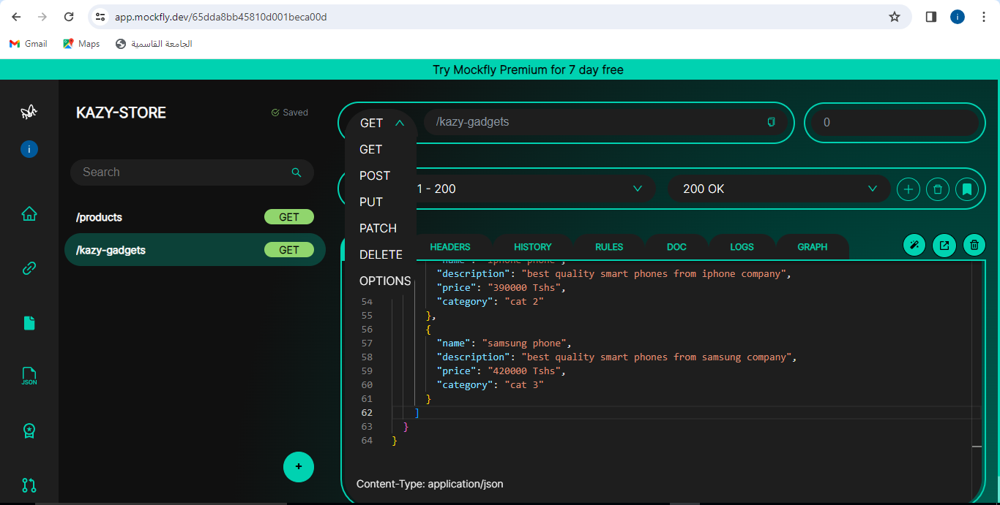 app.mockfly.dev/65dda8bb45810d001beca00d
i
Gmail
Maps
الجامعة القاسمية
Try Mockfly Premium for 7 day free
KAZY-STORE
Saved
i
Search
/products GET
/kazy-gadgets GET
JSON
+
GET /kazy-gadgets 0
GET
POST
PUT
PATCH
DELETE
OPTIONS
1 - 200 200 OK
HEADERS HISTORY RULES DOC LOGS GRAPH
"name": "iphone phone",
"description": "best quality smart phones from iphone company",
"price": "390000 Tshs",
54 "category": "cat 2"
55 },
56 {
57 "name": "samsung phone",
58 "description": "best quality smart phones from samsung company",
59 "price": "420000 Tshs",
60 "category": "cat 3"
61 }
62 ]
63 }
64 }
Content-Type: application/json